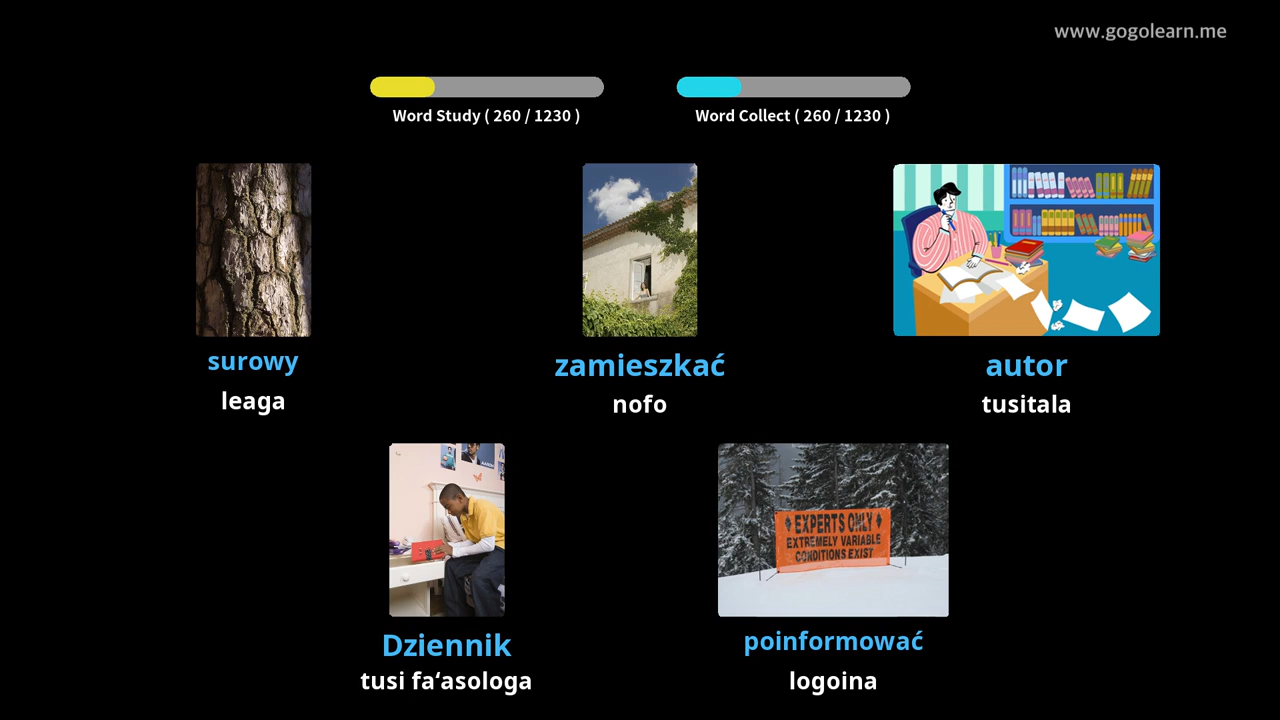 www.gogolearn.me
Word Study ( 260 / 1230 )
Word Collect ( 260 / 1230 )
surowy
leaga
zamieszkać
nofo
autor
tusitala
EXPERTS ONLY
EXTREMELY VARIABLE
CONDITIONS EXIST
Dziennik
tusi fa‘asologa
poinformować
logoina